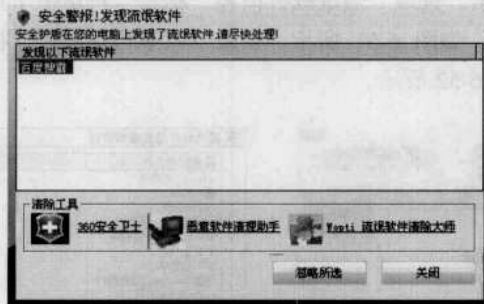 安全警报!发现流氓软件
安全护盾在您的电脑上发现了流氓软件,请尽快处理!
发现以下流氓软件
百度搜霸
清除工具
360安全卫士 恶意软件清理助手 Wopti 流氓软件清除大师
忽略所选 关闭